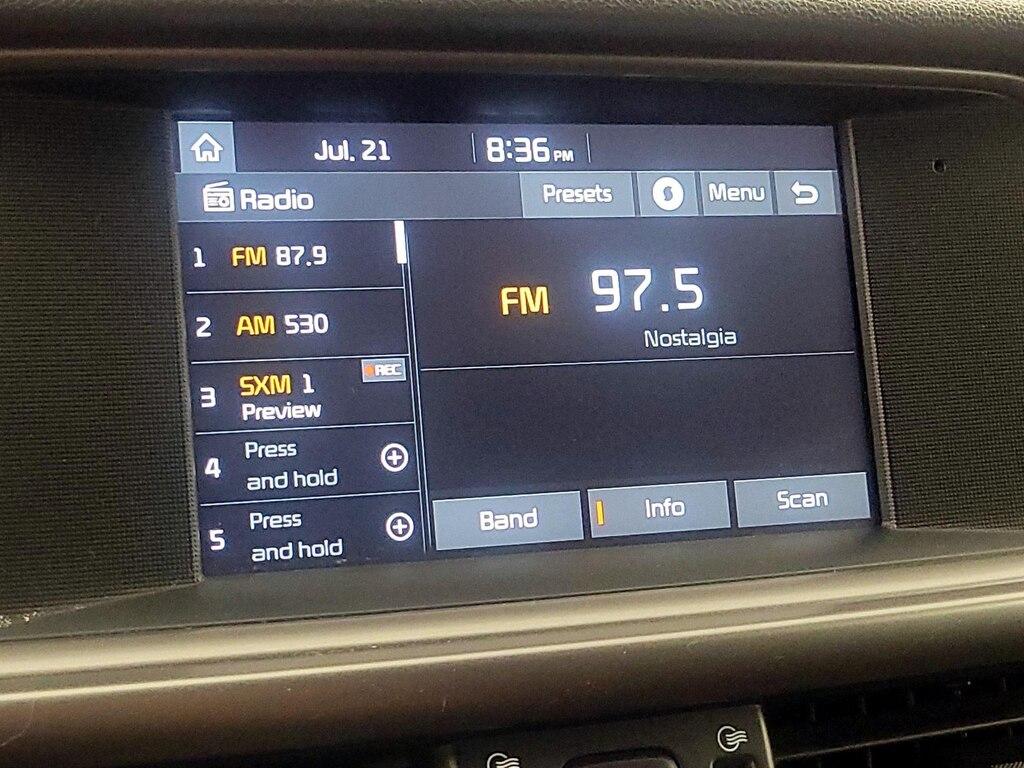 Jul. 21 8:36 PM
Radio Presets Menu
1 FM 87.9
2 AM 530
3 SXM 1 REC
Preview
4 Press
and hold
5 Press
and hold
FM 97.5
Nostalgia
Band Info Scan